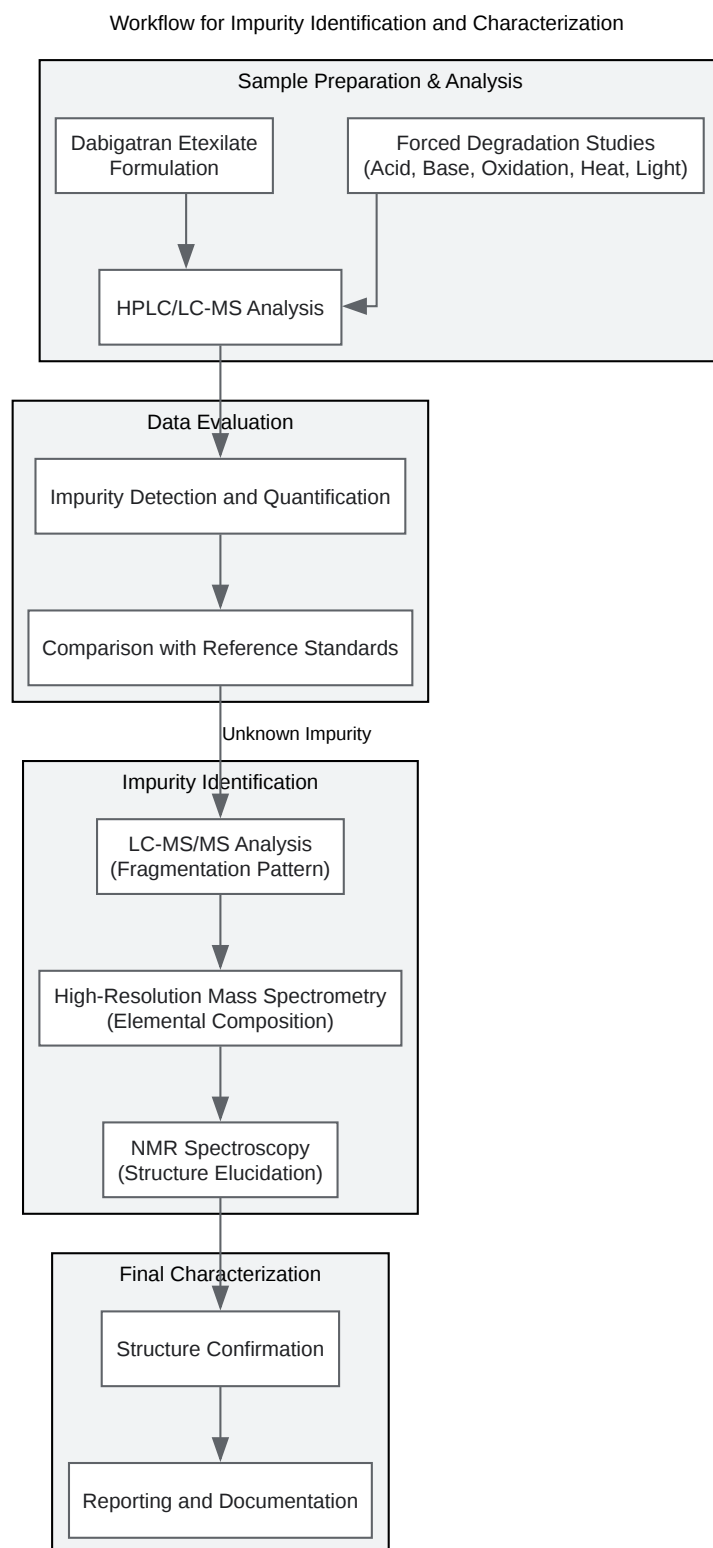 Workflow for Impurity Identification and Characterization
Sample Preparation & Analysis
Dabigatran Etexilate
Formulation
Forced Degradation Studies
(Acid, Base, Oxidation, Heat, Light)
HPLC/LC-MS Analysis
Data Evaluation
Impurity Detection and Quantification
Comparison with Reference Standards
Unknown Impurity
Impurity Identification
LC-MS/MS Analysis
(Fragmentation Pattern)
High-Resolution Mass Spectrometry
(Elemental Composition)
NMR Spectroscopy
(Structure Elucidation)
Final Characterization
Structure Confirmation
Reporting and Documentation